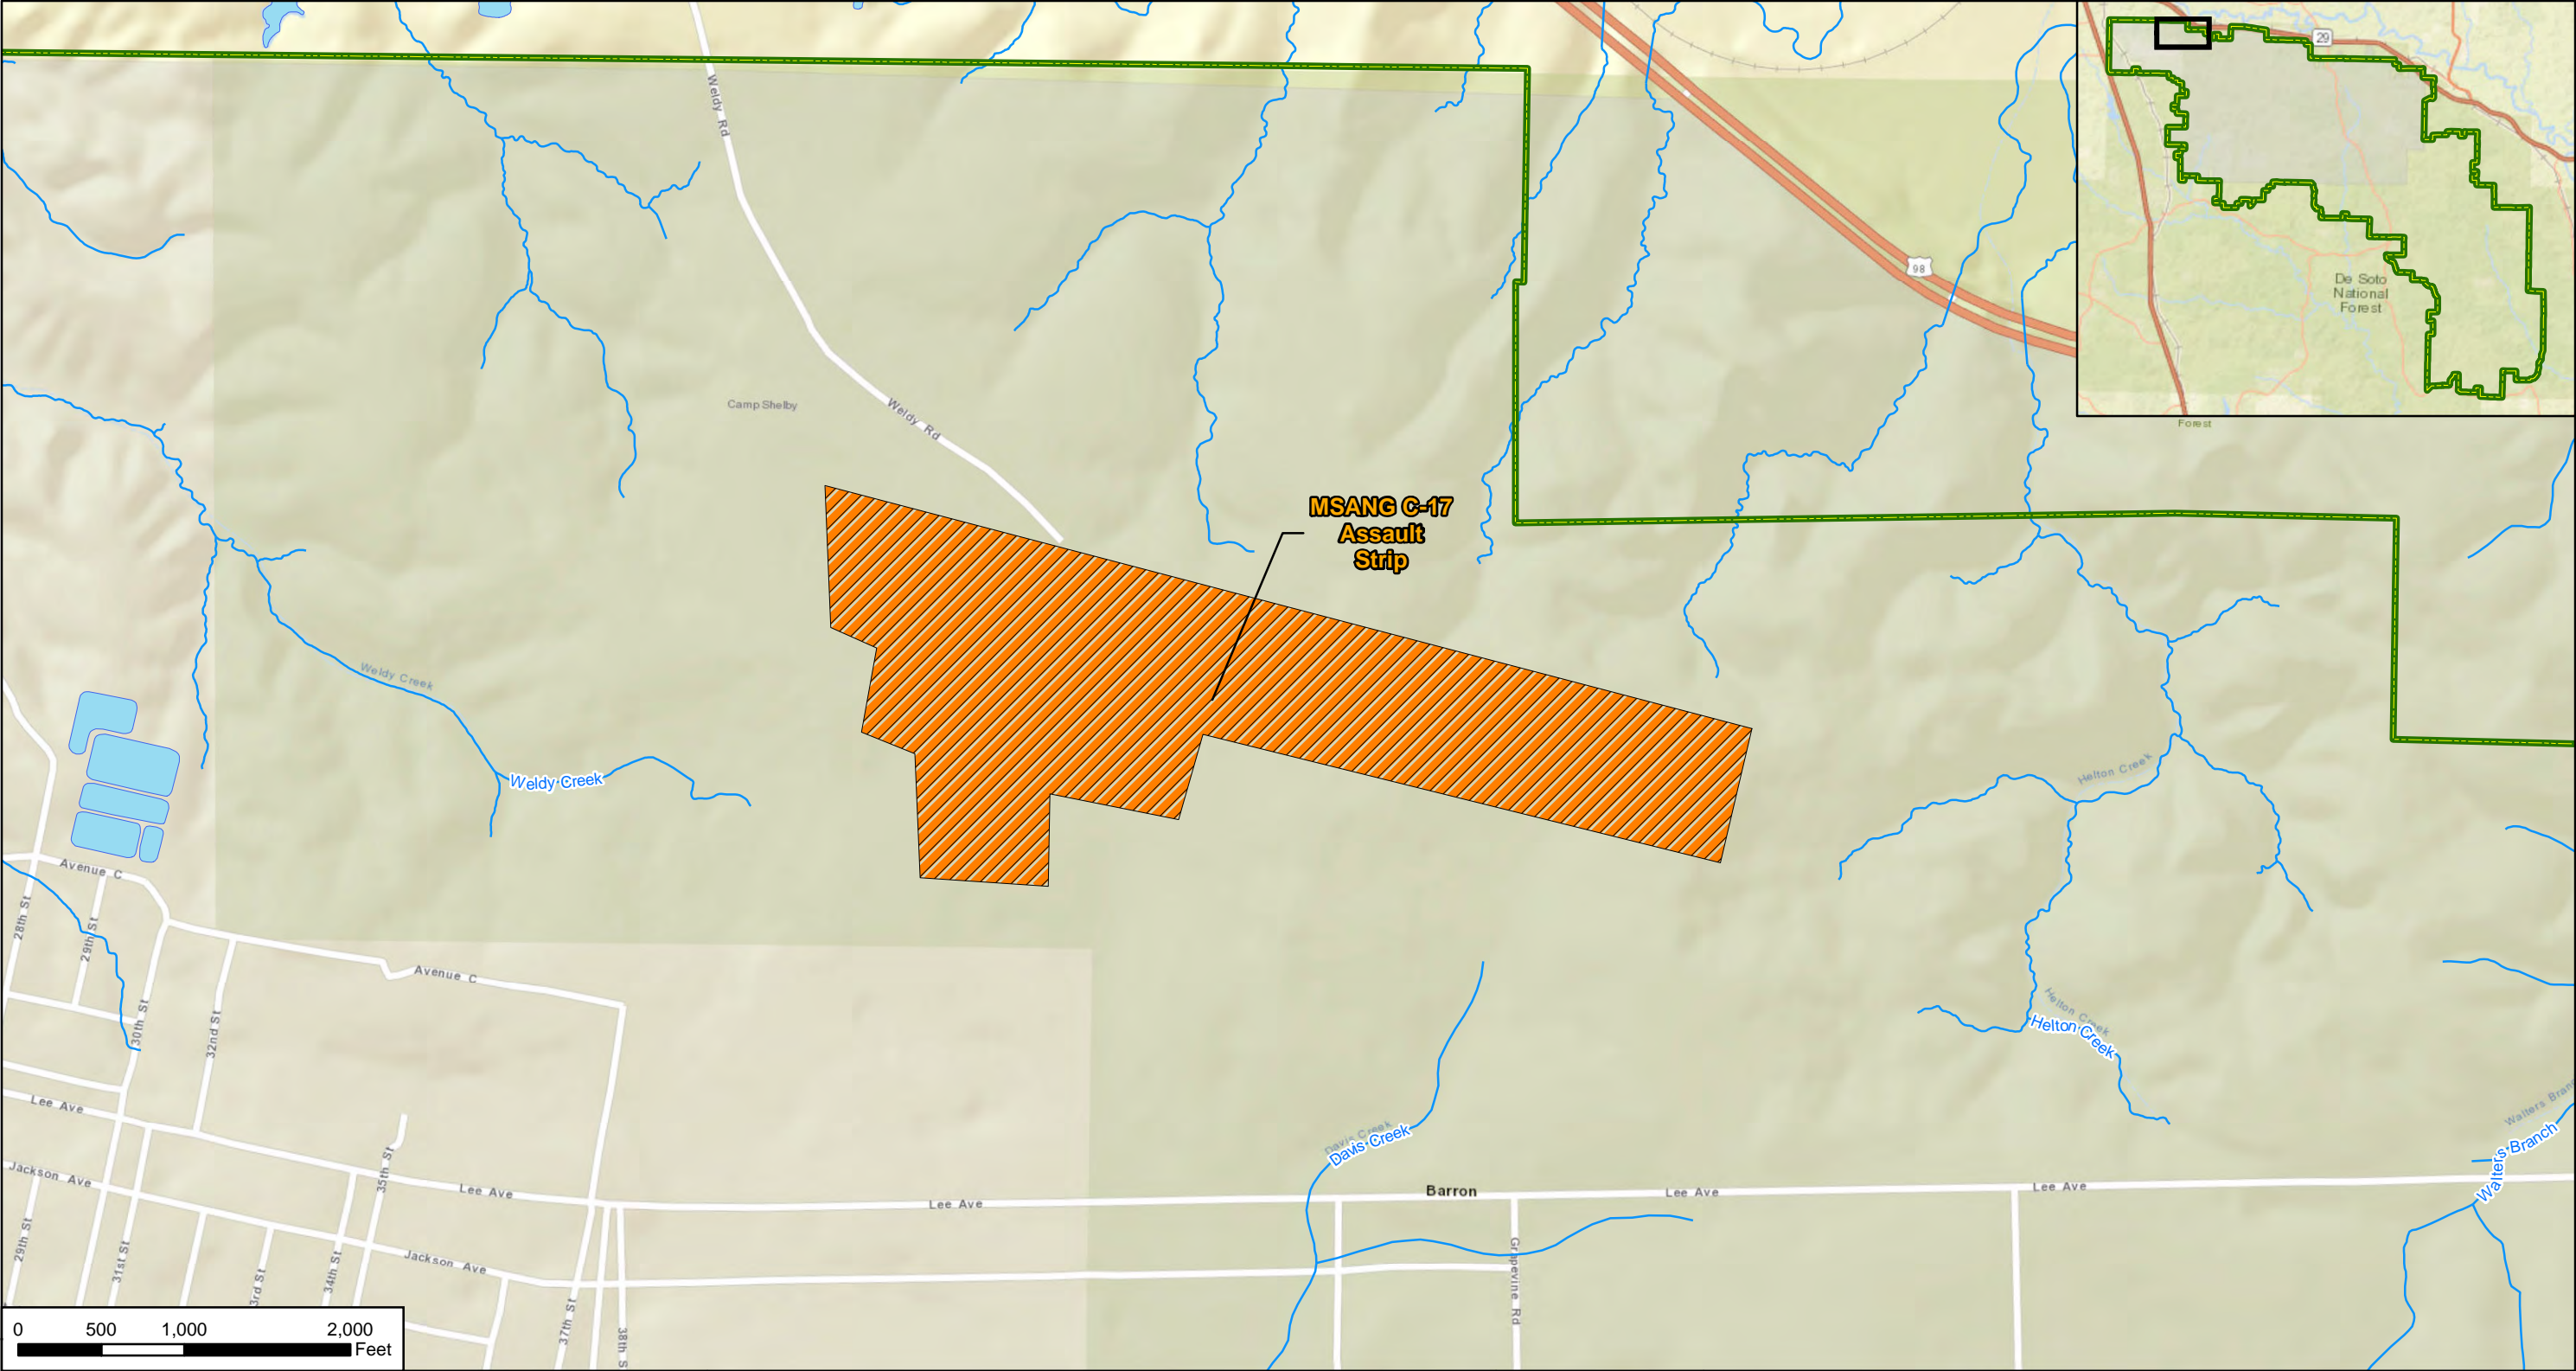 29
De Soto
National
Forest
Forest
Weldy Rd
98
Camp Shelby
Weldy Rd
MSANG C-17
Assault
Strip
Weldy Creek
Weldy Creek
Helton Creek
Avenue C
28th St
29th St
Avenue C
30th St
32nd St
Helton Creek
Helton Creek
Lee Ave
35th St
Davis Creek
Davis Creek
Walters Bran
Walters Branch
Walters
Jackson Ave
Lee Ave
Lee Ave
Barron
Lee Ave
Lee Ave
29th St
31st St
3rd St
34th St
Jackson Ave
37th St
38th S
Grapevine Rd
0 500 1,000 2,000
Feet